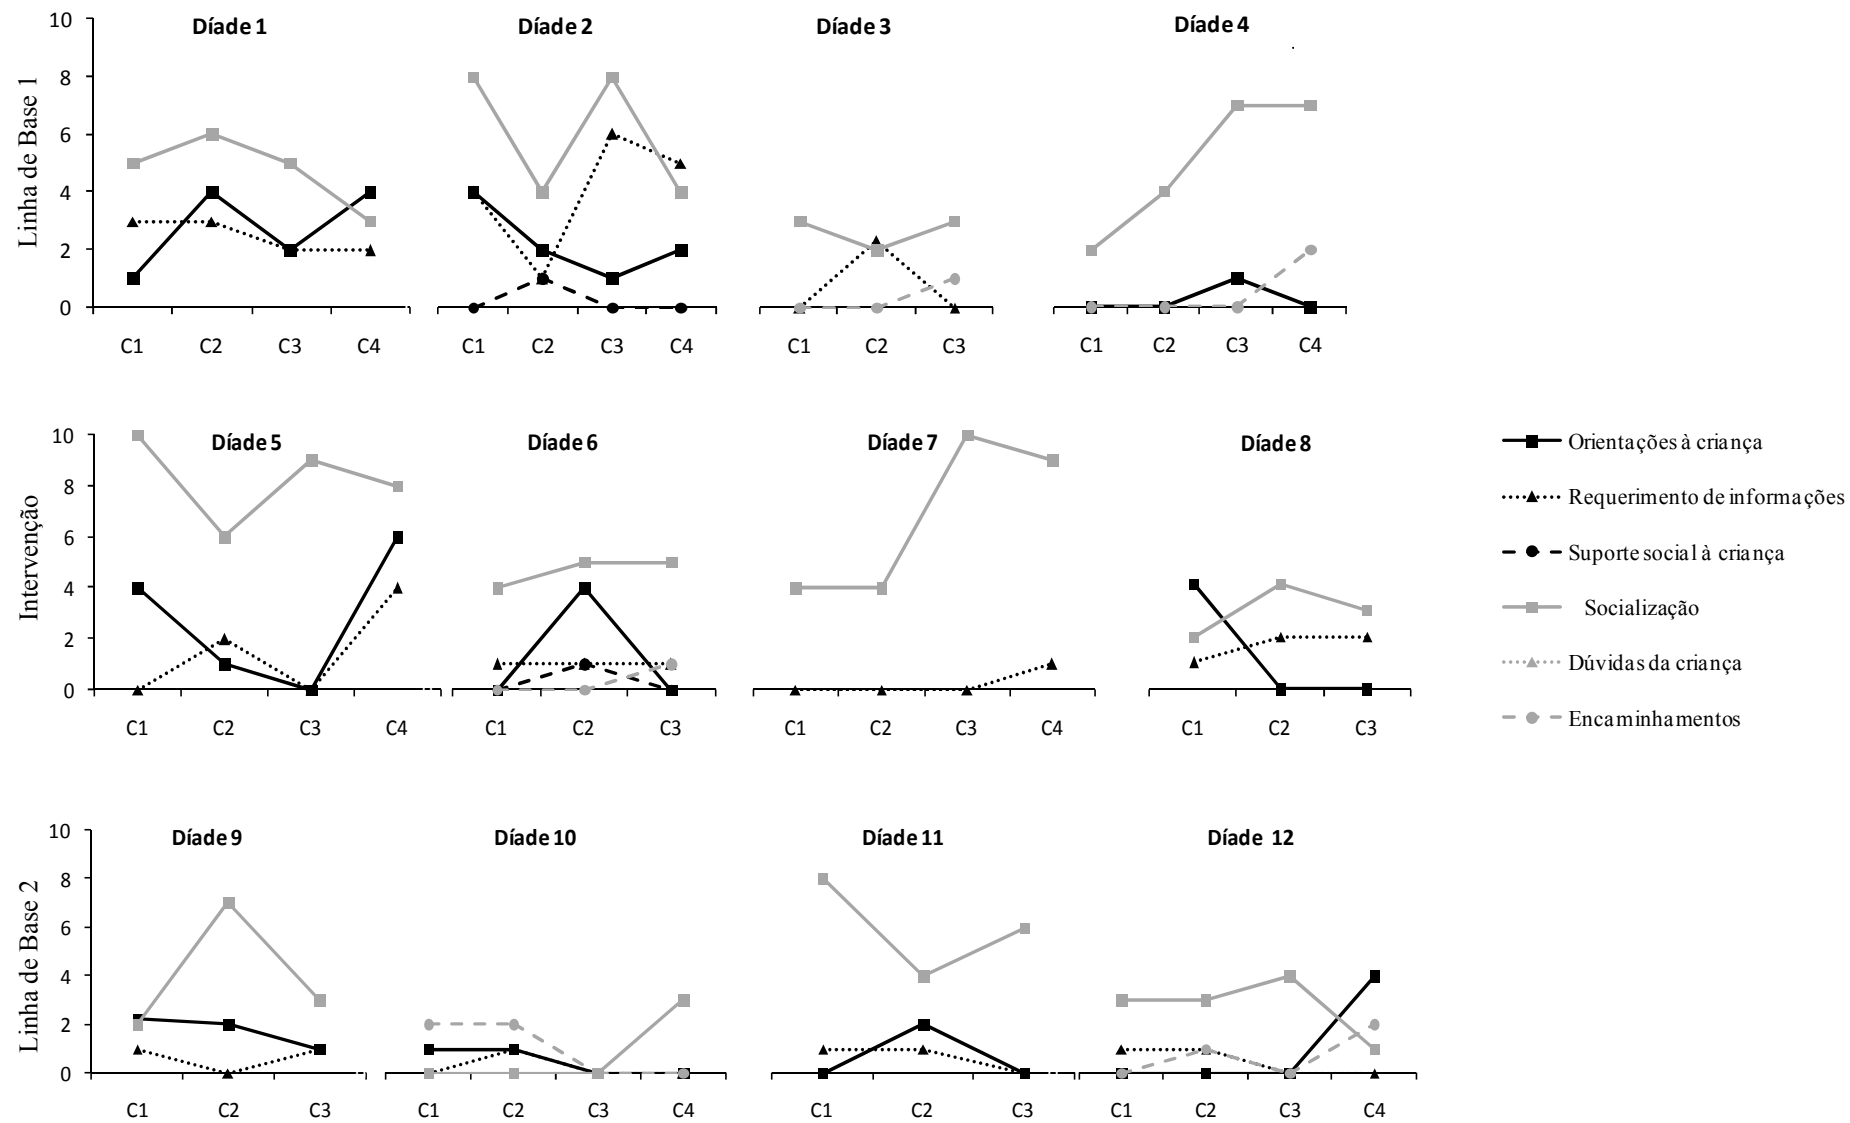 Díade 1 Díade 2 Díade 3 Díade 4
Linha de Base 1
10
8
6
4
2
0
C1 C2 C3 C4 C1 C2 C3 C4 C1 C2 C3 C1 C2 C3 C4
Díade 5 Díade 6 Díade 7 Díade 8
Intervenção
10
8
6
4
2
0
C1 C2 C3 C4 C1 C2 C3 C1 C2 C3 C4 C1 C2 C3
Orientações à criança
Requerimento de informações
Suporte social à criança
Socialização
Dúvidas da criança
Encaminhamentos
Díade 9 Díade 10 Díade 11 Díade 12
Linha de Base 2
10
8
6
4
2
0
C1 C2 C3 C1 C2 C3 C4 C1 C2 C3 C1 C2 C3 C4